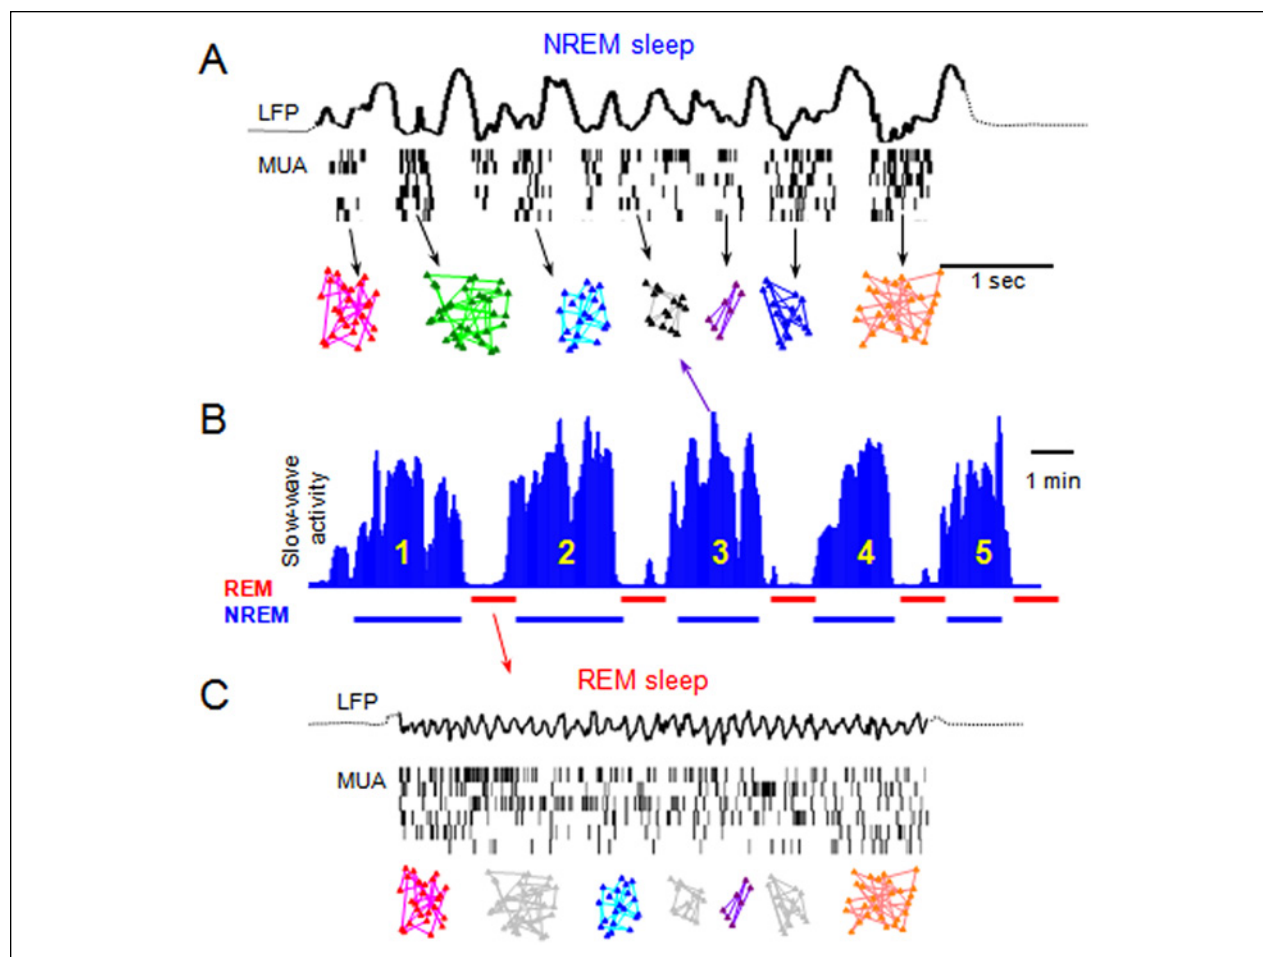 A
NREM sleep
LFP
MUA
1 sec
B
Slow-wave
activity
1
2
3
4
5
1 min
REM
NREM
C
REM sleep
LFP
MUA